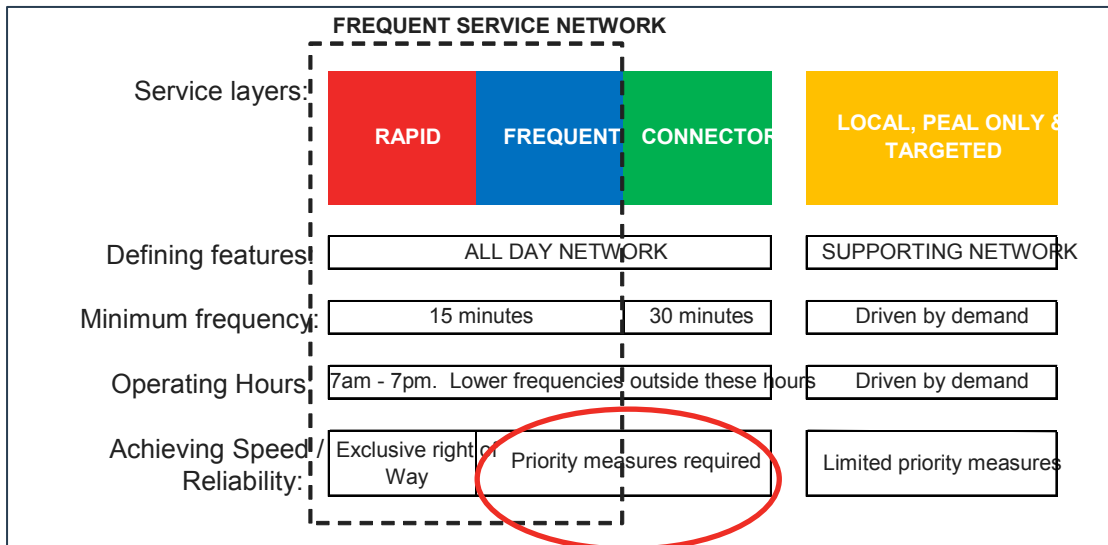 FREQUENT SERVICE NETWORK
Service layers:
RAPID
FREQUENT
CONNECTOR
LOCAL, PEAL ONLY &
TARGETED
Defining features:
ALL DAY NETWORK
SUPPORTING NETWORK
Minimum frequency:
15 minutes
30 minutes
Driven by demand
Operating Hours
7am - 7pm. Lower frequencies outside these hours
Driven by demand
Achieving Speed /
Reliability:
Exclusive right of
Way
Priority measures required
Limited priority measures